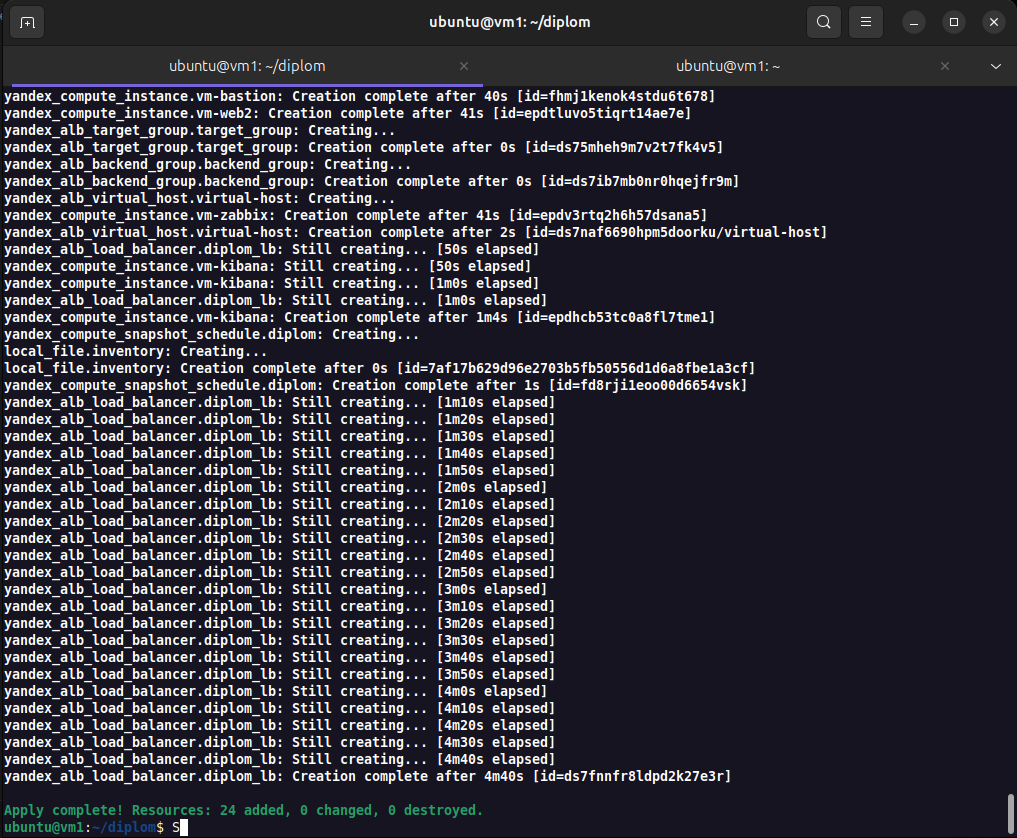 ubuntu@vm1: ~/diplom
ubuntu@vm1: ~/diplom
ubuntu@vm1: ~
yandex_compute_instance.vm-bastion: Creation complete after 40s [id=fhmj1kenok4stdu6t678]
yandex_compute_instance.vm-web2: Creation complete after 41s [id=epdtluvo5tiqrt14ae7e]
yandex_alb_target_group.target_group: Creating...
yandex_alb_target_group.target_group: Creation complete after 0s [id=ds75mheh9m7v2t7fk4v5]
yandex_alb_backend_group.backend_group: Creating...
yandex_alb_backend_group.backend_group: Creation complete after 0s [id=ds7ib7mb0nr0hqejfr9m]
yandex_alb_virtual_host.virtual-host: Creating...
yandex_compute_instance.vm-zabbix: Creation complete after 41s [id=epdv3rtq2h6h57dsana5]
yandex_alb_virtual_host.virtual-host: Creation complete after 2s [id=ds7naf6690hpm5doorku/virtual-host]
yandex_alb_load_balancer.diplom_lb: Still creating... [50s elapsed]
yandex_compute_instance.vm-kibana: Still creating... [50s elapsed]
yandex_compute_instance.vm-kibana: Still creating... [1m0s elapsed]
yandex_alb_load_balancer.diplom_lb: Still creating... [1m0s elapsed]
yandex_compute_instance.vm-kibana: Creation complete after 1m4s [id=epdhcb53tc0a8fl7tme1]
yandex_compute_snapshot_schedule.diplom: Creating...
local_file.inventory: Creating...
local_file.inventory: Creation complete after 0s [id=7af17b629d96e2703b5fb50556d1d6a8fbe1a3cf]
yandex_compute_snapshot_schedule.diplom: Creation complete after 1s [id=fd8rji1eoo00d6654vsk]
yandex_alb_load_balancer.diplom_lb: Still creating... [1m10s elapsed]
yandex_alb_load_balancer.diplom_lb: Still creating... [1m20s elapsed]
yandex_alb_load_balancer.diplom_lb: Still creating... [1m30s elapsed]
yandex_alb_load_balancer.diplom_lb: Still creating... [1m40s elapsed]
yandex_alb_load_balancer.diplom_lb: Still creating... [1m50s elapsed]
yandex_alb_load_balancer.diplom_lb: Still creating... [2m0s elapsed]
yandex_alb_load_balancer.diplom_lb: Still creating... [2m10s elapsed]
yandex_alb_load_balancer.diplom_lb: Still creating... [2m20s elapsed]
yandex_alb_load_balancer.diplom_lb: Still creating... [2m30s elapsed]
yandex_alb_load_balancer.diplom_lb: Still creating... [2m40s elapsed]
yandex_alb_load_balancer.diplom_lb: Still creating... [2m50s elapsed]
yandex_alb_load_balancer.diplom_lb: Still creating... [3m0s elapsed]
yandex_alb_load_balancer.diplom_lb: Still creating... [3m10s elapsed]
yandex_alb_load_balancer.diplom_lb: Still creating... [3m20s elapsed]
yandex_alb_load_balancer.diplom_lb: Still creating... [3m30s elapsed]
yandex_alb_load_balancer.diplom_lb: Still creating... [3m40s elapsed]
yandex_alb_load_balancer.diplom_lb: Still creating... [3m50s elapsed]
yandex_alb_load_balancer.diplom_lb: Still creating... [4m0s elapsed]
yandex_alb_load_balancer.diplom_lb: Still creating... [4m10s elapsed]
yandex_alb_load_balancer.diplom_lb: Still creating... [4m20s elapsed]
yandex_alb_load_balancer.diplom_lb: Still creating... [4m30s elapsed]
yandex_alb_load_balancer.diplom_lb: Still creating... [4m40s elapsed]
yandex_alb_load_balancer.diplom_lb: Creation complete after 4m40s [id=ds7fnnfr8ldpd2k27e3r]
Apply complete! Resources: 24 added, 0 changed, 0 destroyed.
ubuntu@vm1:~/diplom$ S